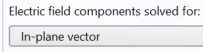 Electric field components solved for:
In-plane vector